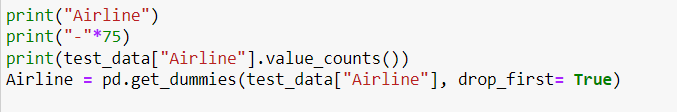 print("Airline")
print("-"*75)
print(test_data["Airline"].value_counts())
Airline = pd.get_dummies(test_data["Airline"], drop_first= True)